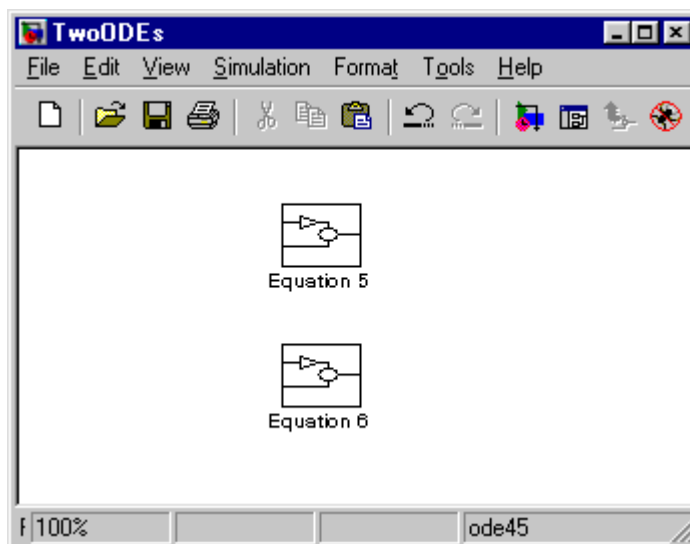 TwoODEs
File Edit View Simulation Format Tools Help
Equation 5
Equation 6
100% ode45